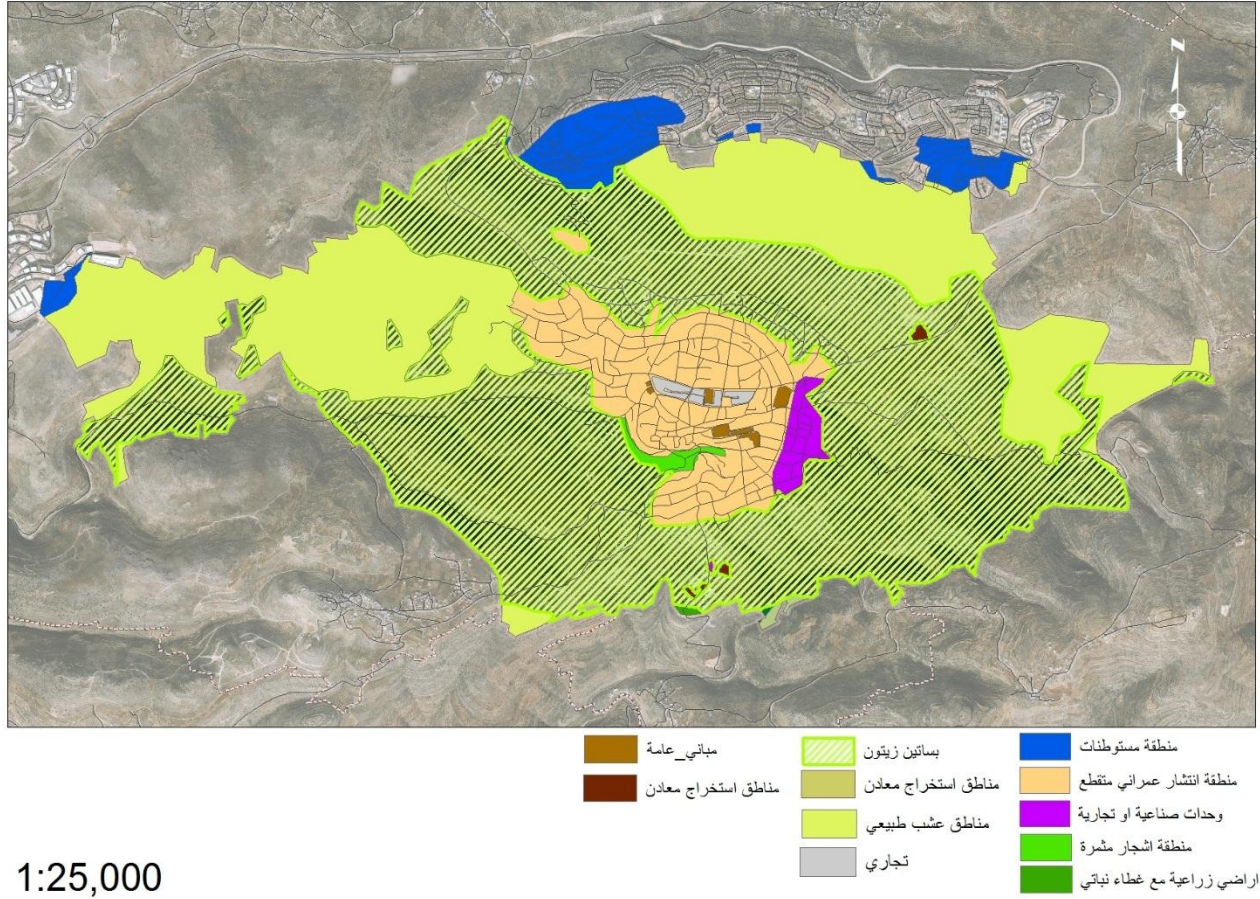 N
منطقة مستوطنات
منطقة انتشار عمراني متقطع
وحدات صناعية او تجارية
منطقة اشجار مثمرة
اراضي زراعية مع غطاء نباتي
بساتين زيتون
مناطق استخراج معادن
مناطق عشب طبيعي
تجاري
مباني_عامة
مناطق استخراج معادن
1:25,000